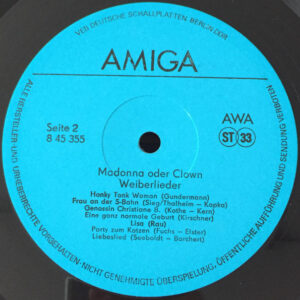 VEB DEUTSCHE SCHALLPLATTEN BERLIN DDR
AMIGA
Seite 2
8 45 355
AWA
ST 33
Madonna oder Clown
Weiberlieder
Honky Tonk Woman (Gundermann)
Frau an der S-Bahn (Sieg/Thalheim - Kopka)
Genossin Christiane B. (Kothe - Kern)
Eine ganz normale Geburt (Kirschner)
Lisa (Rau)
Party zum Kotzen (Fuchs - Elster)
Liebeslied (Seeboldt - Borchert)
ALLE HERSTELLER- UND URHEBERRECHTE VORBEHALTEN · NICHT GENEHMIGTE ÜBERSPIELUNG, ÖFFENTLICHE AUFFÜHRUNG UND SENDUNG VERBOTEN